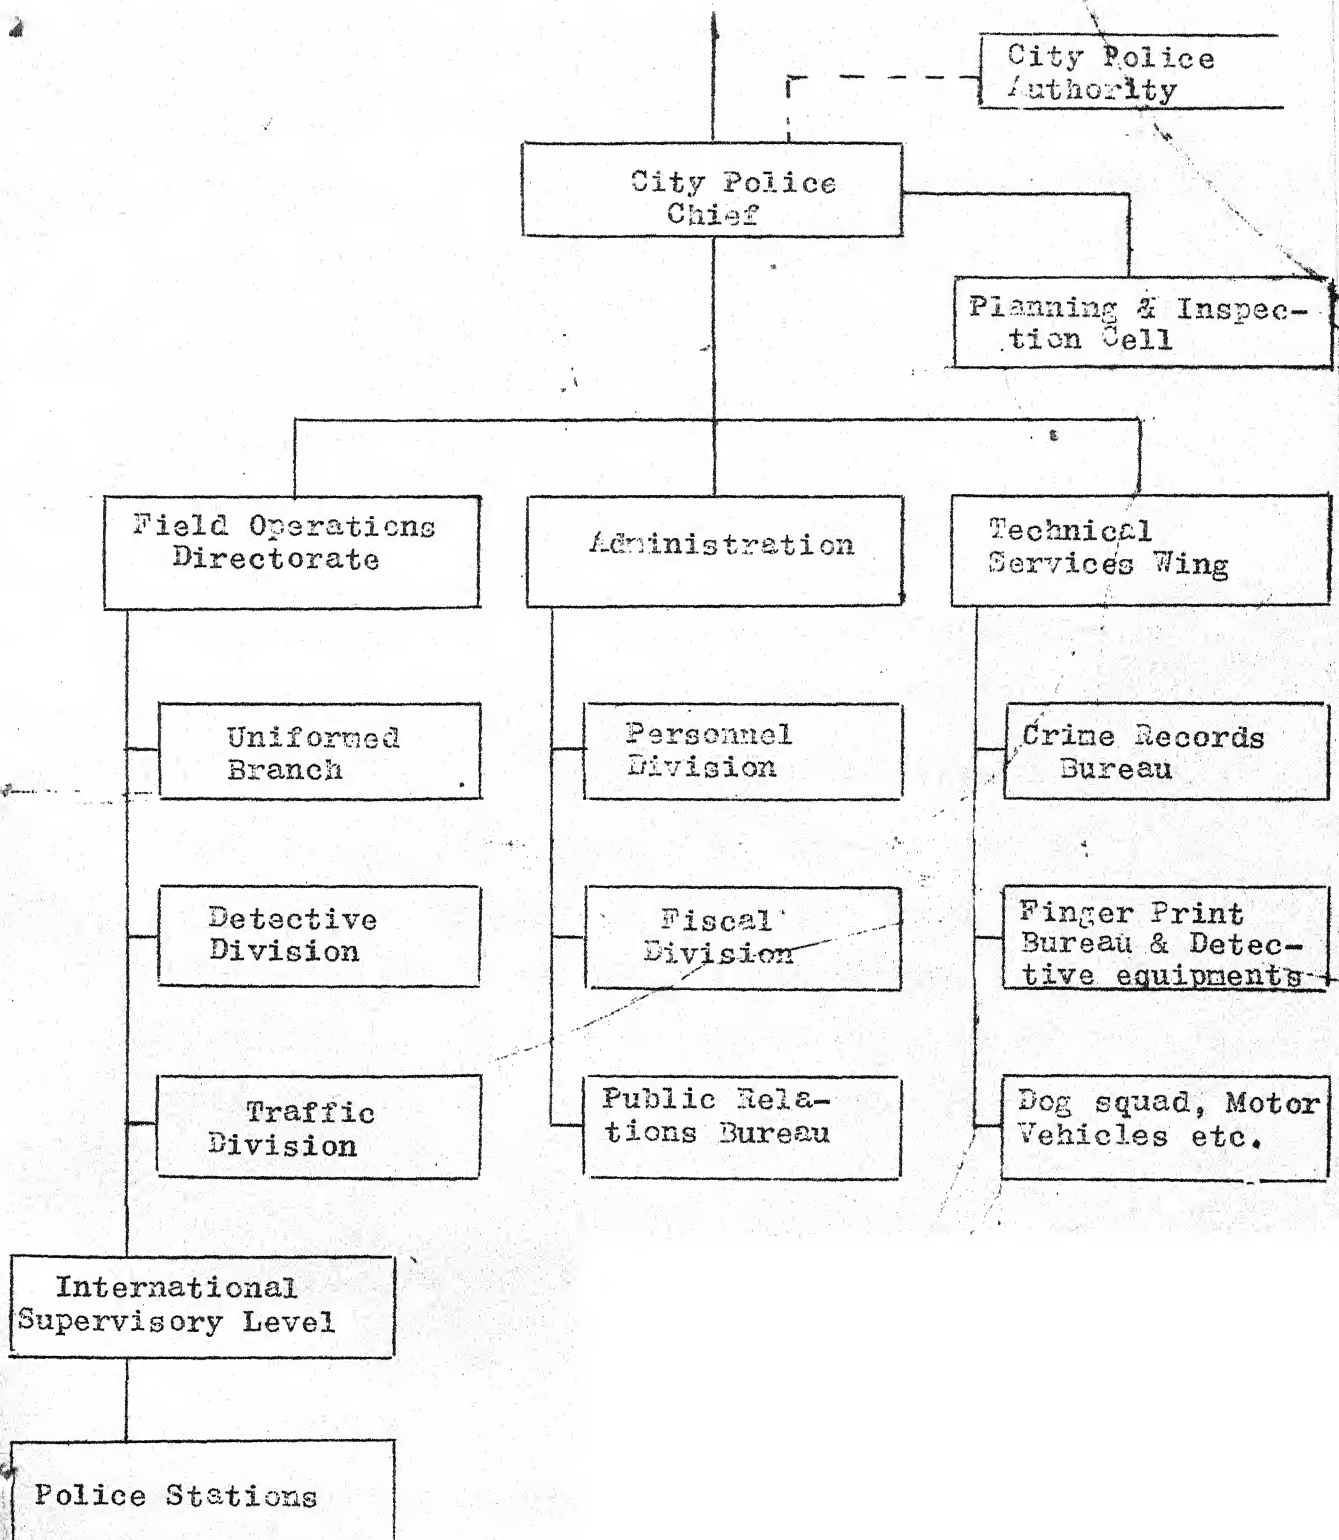 City Police
Authority
City Police
Chief
Planning & Inspec-
tion Cell
Field Operations
Directorate
Administration
Technical
Services Wing
Uniformed
Branch
Personnel
Division
Crime Records
Bureau
Detective
Division
Fiscal
Division
Finger Print
Bureau & Detec-
tive equipments
Traffic
Division
Public Rela-
tions Bureau
Dog squad, Motor
Vehicles etc.
International
Supervisory Level
Police Stations